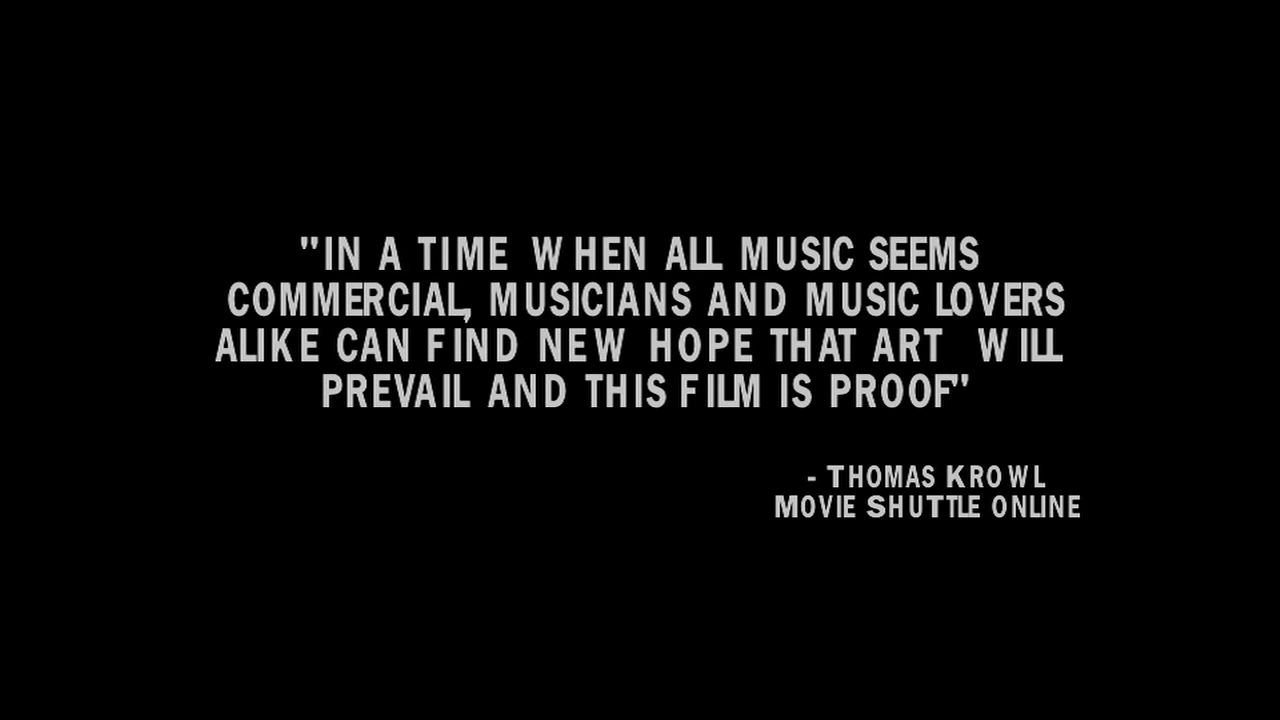 "IN A TIME WHEN ALL MUSIC SEEMS
COMMERCIAL, MUSICIANS AND MUSIC LOVERS
ALIKE CAN FIND NEW HOPE THAT ART WILL
PREVAIL AND THIS FILM IS PROOF"
- THOMAS KROWL
MOVIE SHUTTLE ONLINE